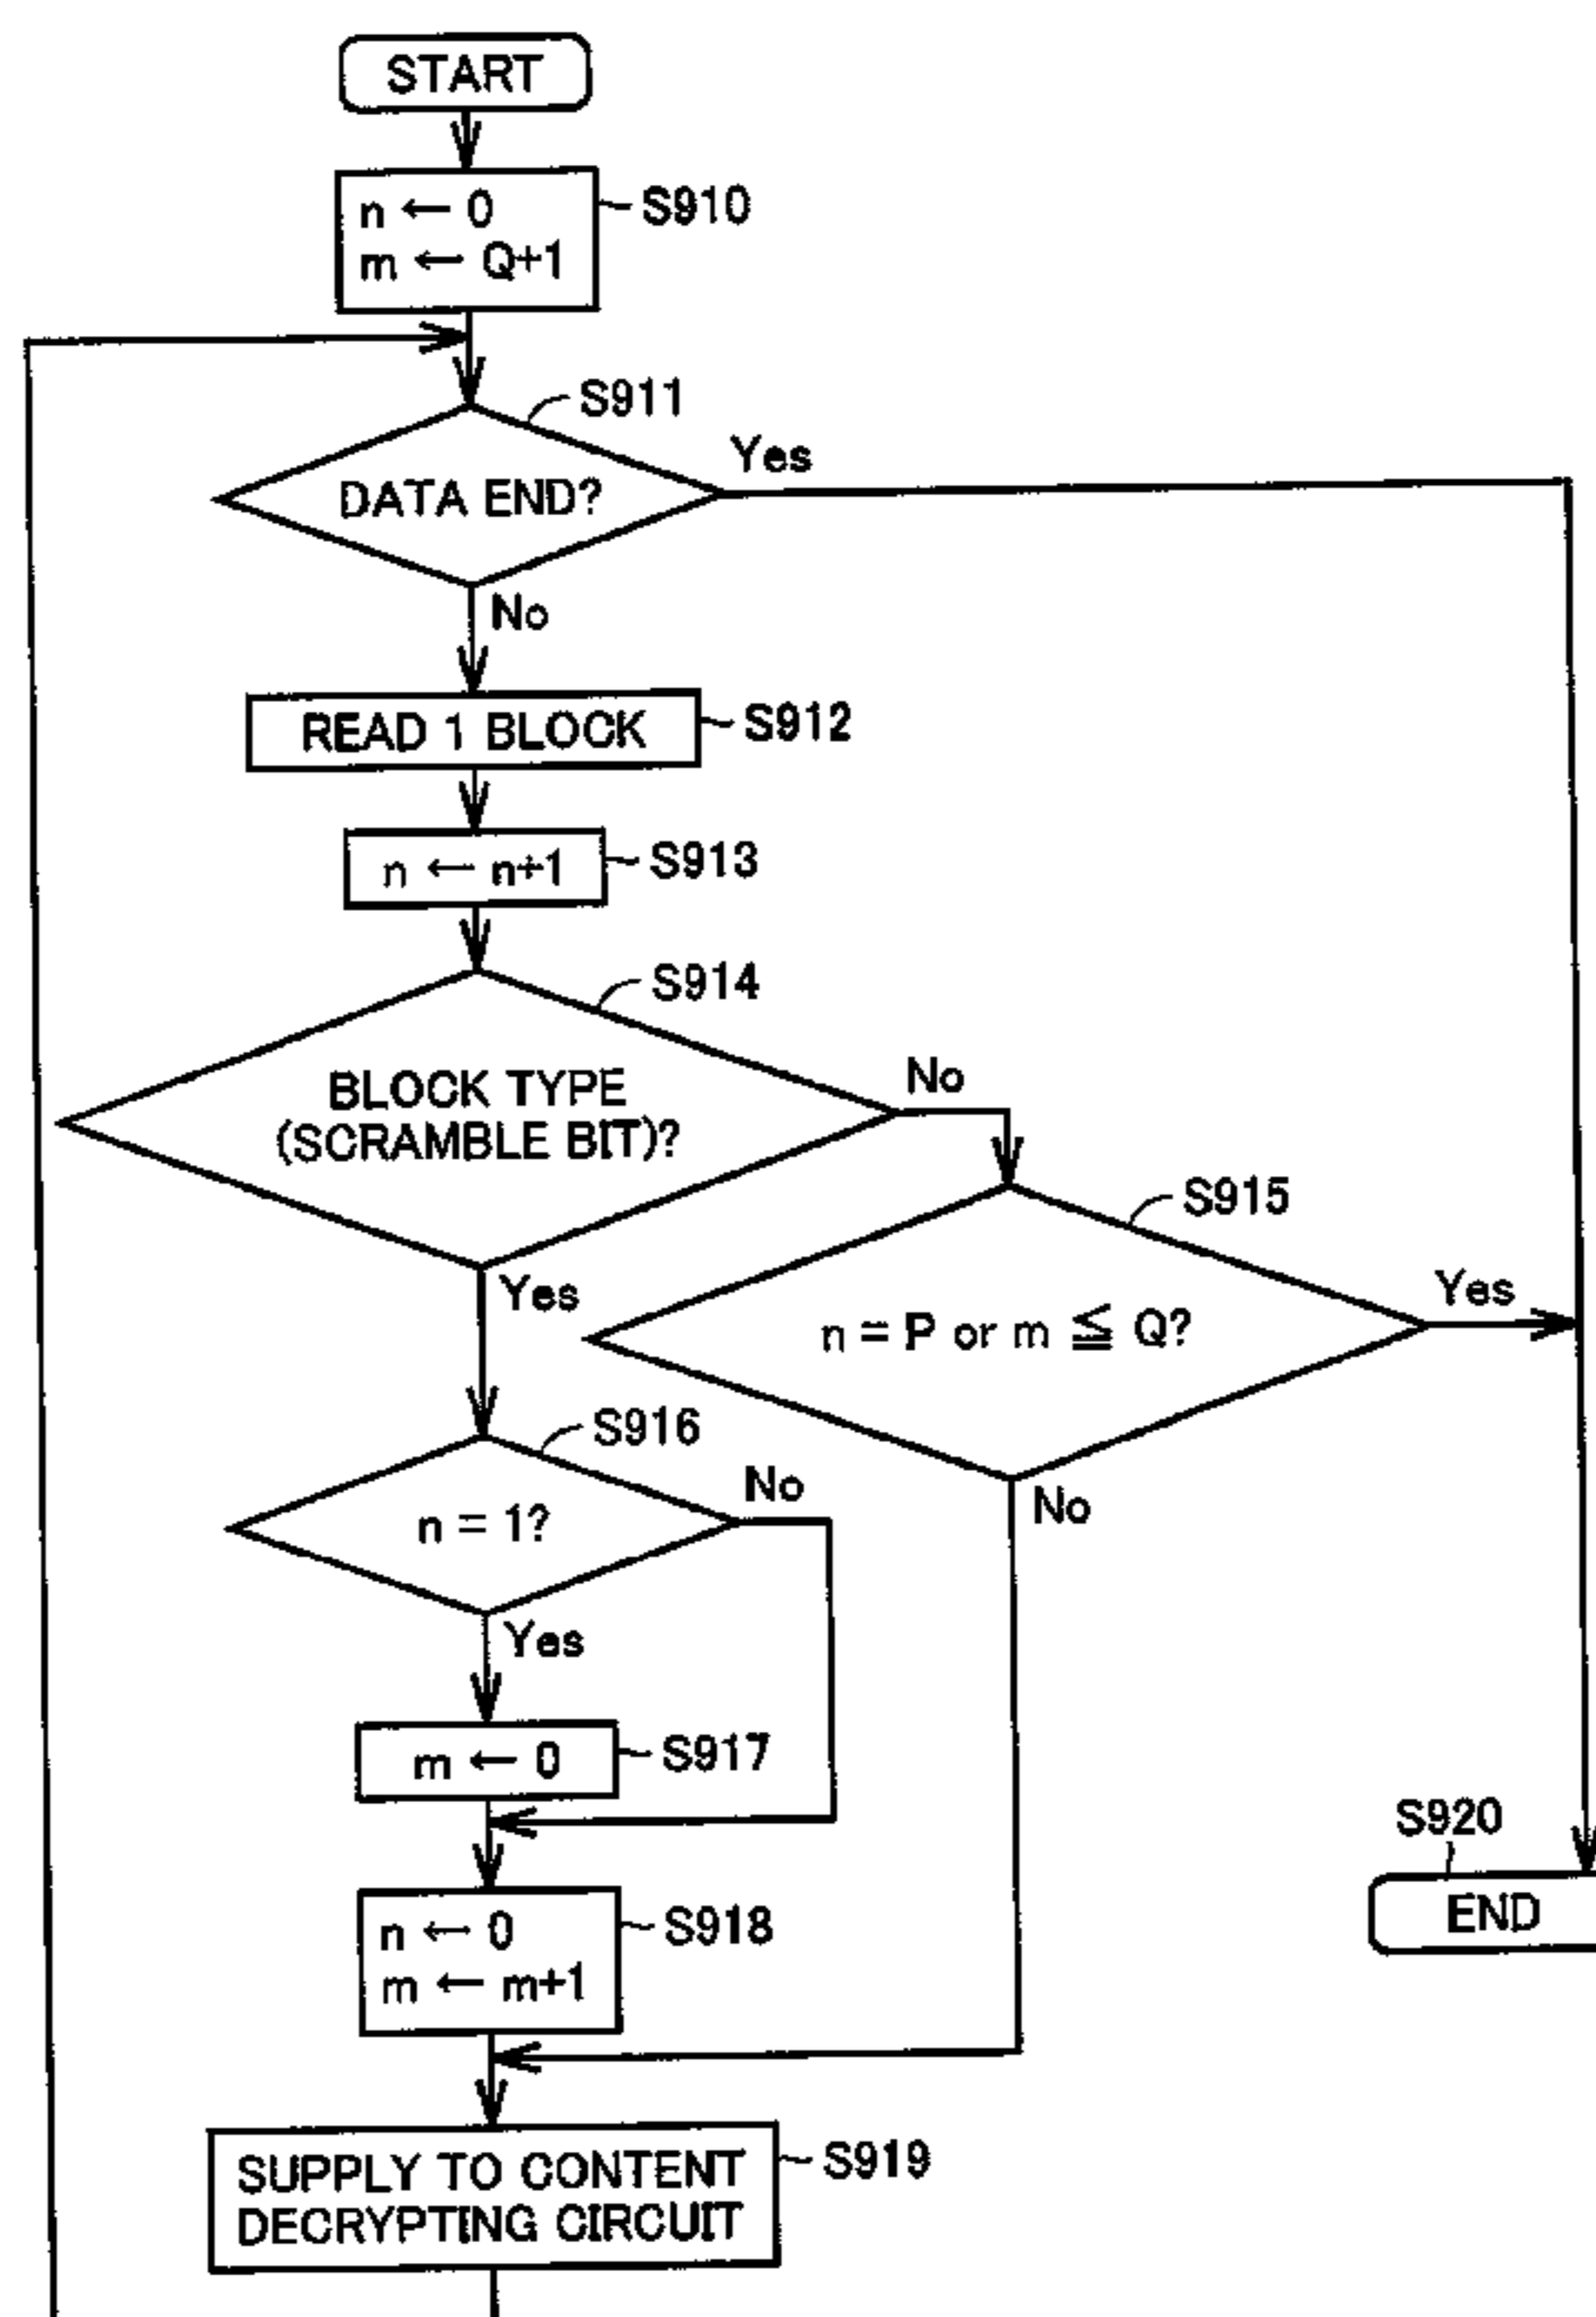 START
n ← 0
m ← Q+1
S910
S911
DATA END?
Yes
No
READ 1 BLOCK
S912
n ← n+1
S913
S914
BLOCK TYPE
(SCRAMBLE BIT)?
No
Yes
S915
n = P or m ≦ Q?
Yes
No
S916
n = 1?
No
Yes
m ← 0
S917
n ← 0
m ← m+1
S918
S920
END
SUPPLY TO CONTENT
DECRYPTING CIRCUIT
S919